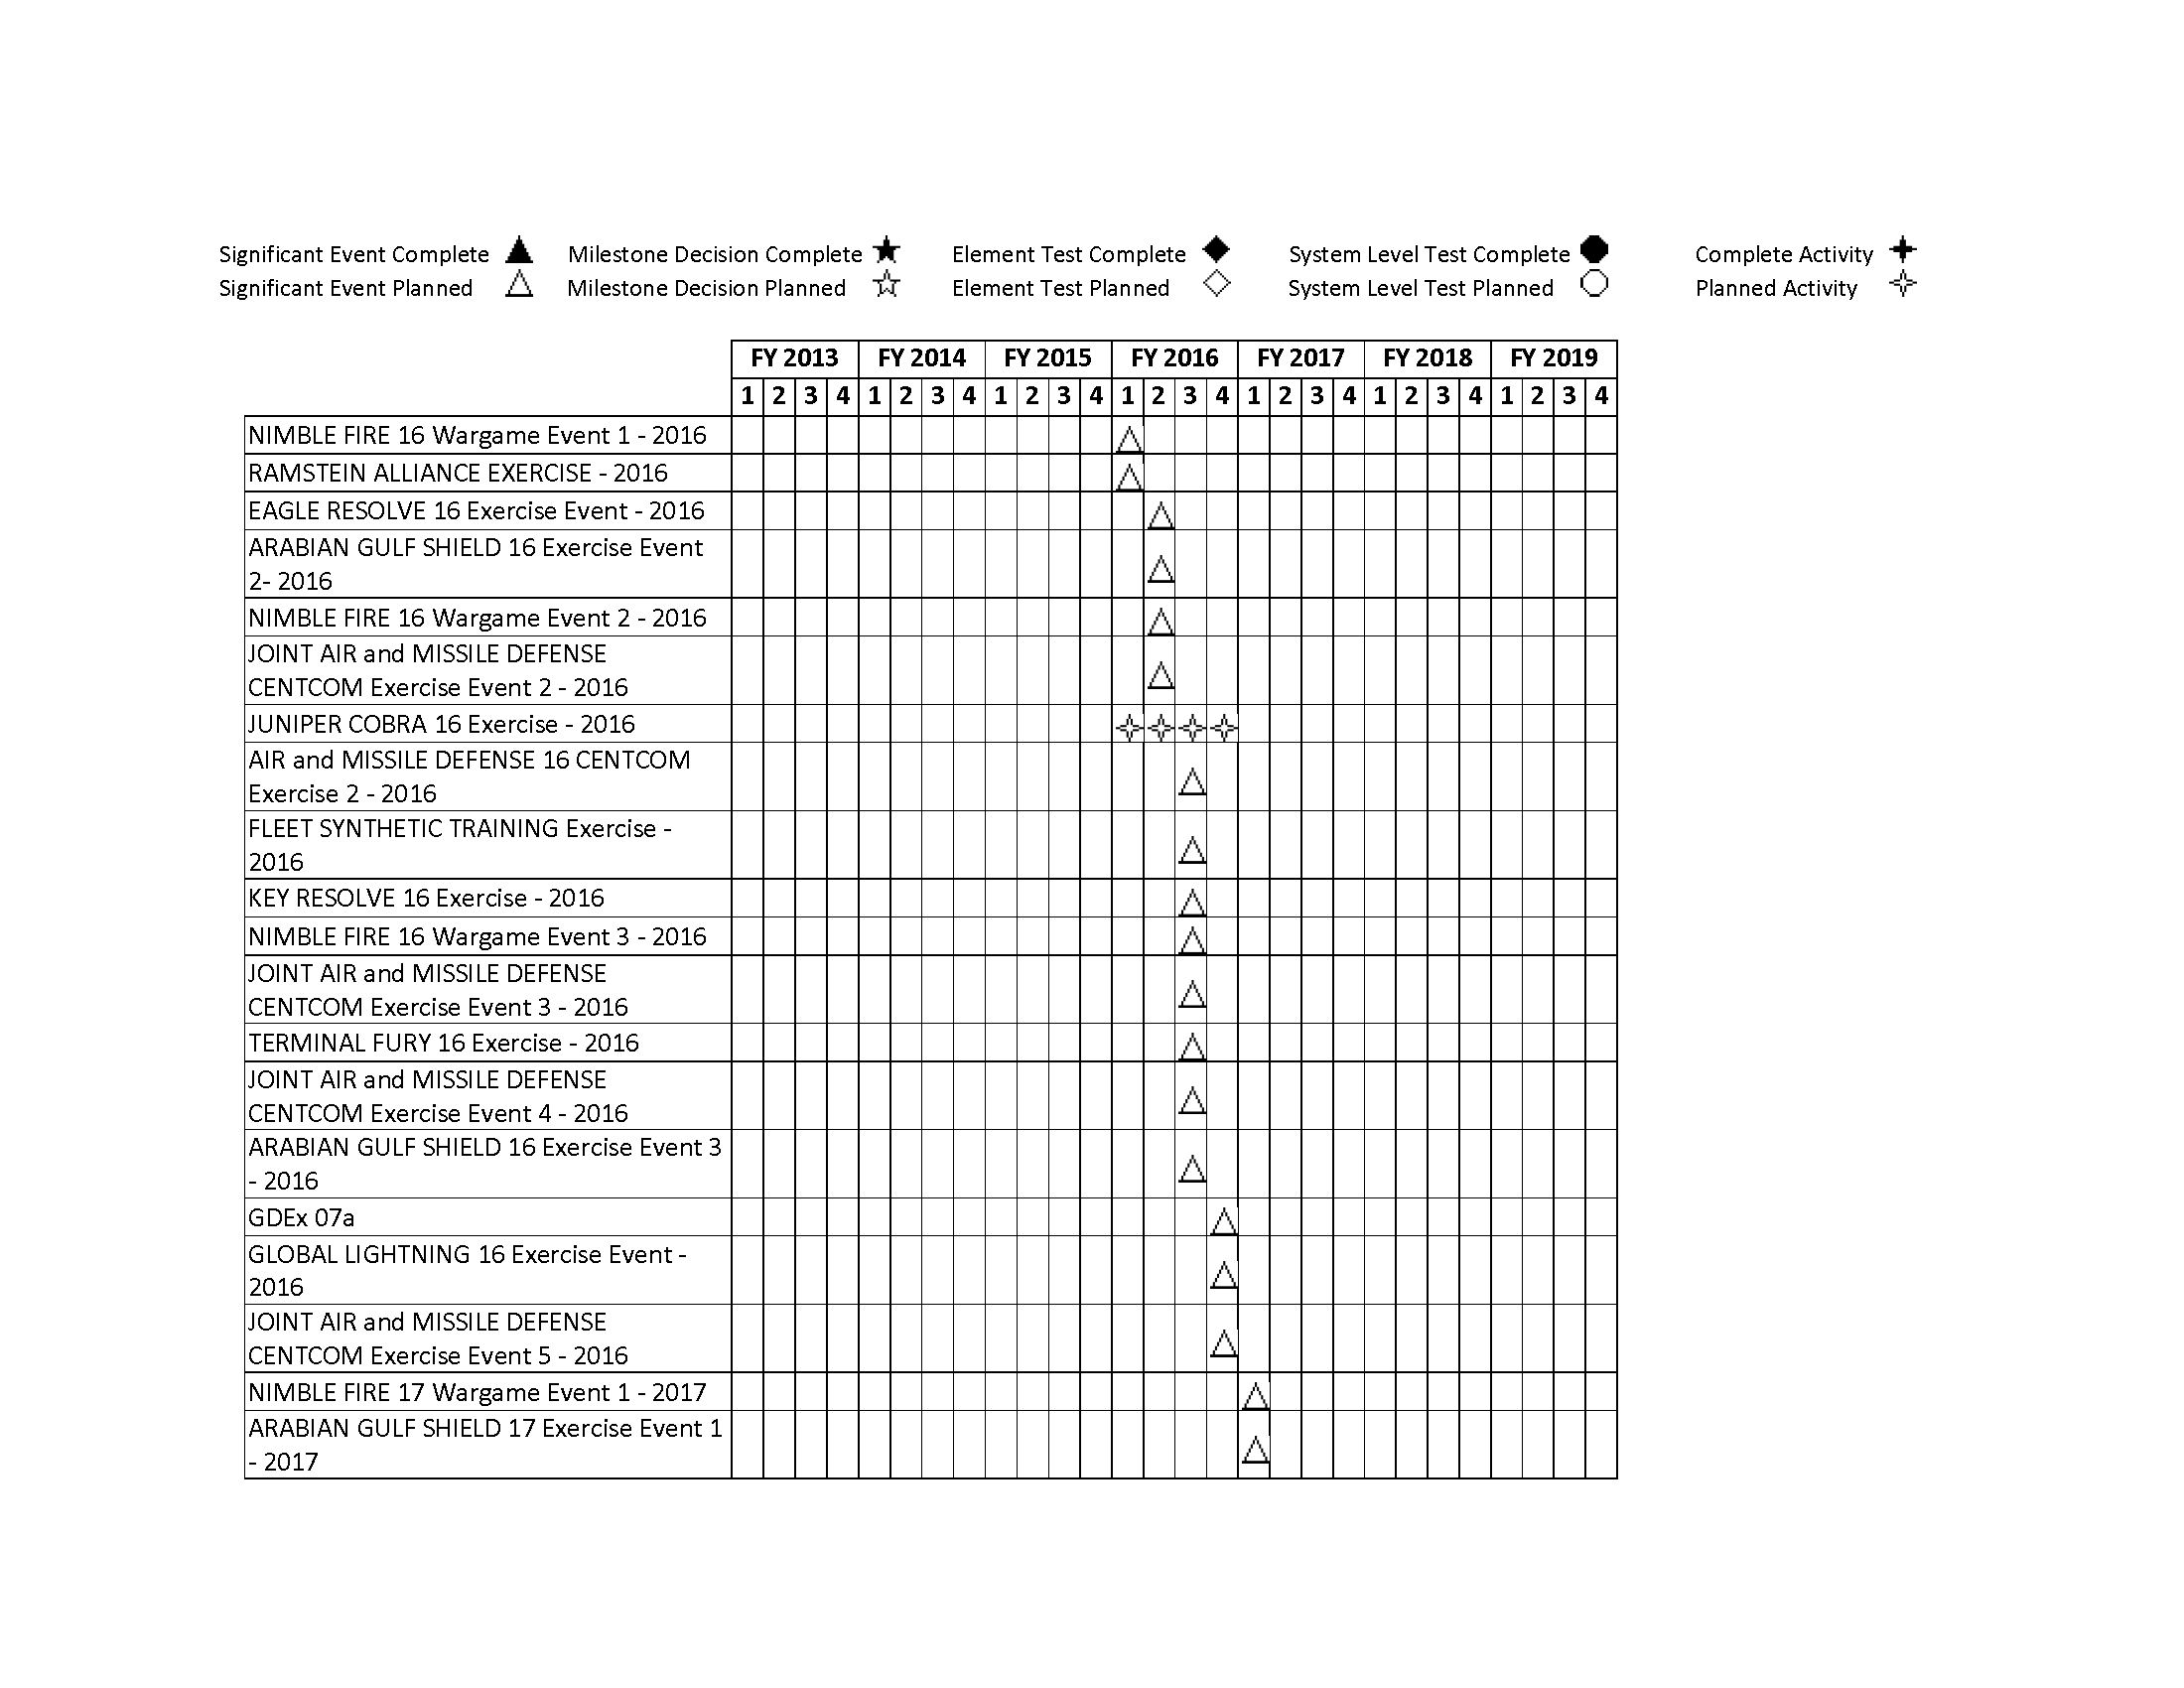 Significant Event Complete Milestone Decision Complete Element Test Complete System Level Test Complete Complete Activity
Significant Event Planned Milestone Decision Planned Element Test Planned System Level Test Planned Planned Activity
FY 2013 FY 2014 FY 2015 FY 2016 FY 2017 FY 2018 FY 2019
1 2 3 4 1 2 3 4 1 2 3 4 1 2 3 4 1 2 3 4 1 2 3 4 1 2 3 4
NIMBLE FIRE 16 Wargame Event 1 - 2016
RAMSTEIN ALLIANCE EXERCISE - 2016
EAGLE RESOLVE 16 Exercise Event - 2016
ARABIAN GULF SHIELD 16 Exercise Event
2- 2016
NIMBLE FIRE 16 Wargame Event 2 - 2016
JOINT AIR and MISSILE DEFENSE
CENTCOM Exercise Event 2 - 2016
JUNIPER COBRA 16 Exercise - 2016
AIR and MISSILE DEFENSE 16 CENTCOM
Exercise 2 - 2016
FLEET SYNTHETIC TRAINING Exercise -
2016
KEY RESOLVE 16 Exercise - 2016
NIMBLE FIRE 16 Wargame Event 3 - 2016
JOINT AIR and MISSILE DEFENSE
CENTCOM Exercise Event 3 - 2016
TERMINAL FURY 16 Exercise - 2016
JOINT AIR and MISSILE DEFENSE
CENTCOM Exercise Event 4 - 2016
ARABIAN GULF SHIELD 16 Exercise Event 3
- 2016
GDEx 07a
GLOBAL LIGHTNING 16 Exercise Event -
2016
JOINT AIR and MISSILE DEFENSE
CENTCOM Exercise Event 5 - 2016
NIMBLE FIRE 17 Wargame Event 1 - 2017
ARABIAN GULF SHIELD 17 Exercise Event 1
- 2017